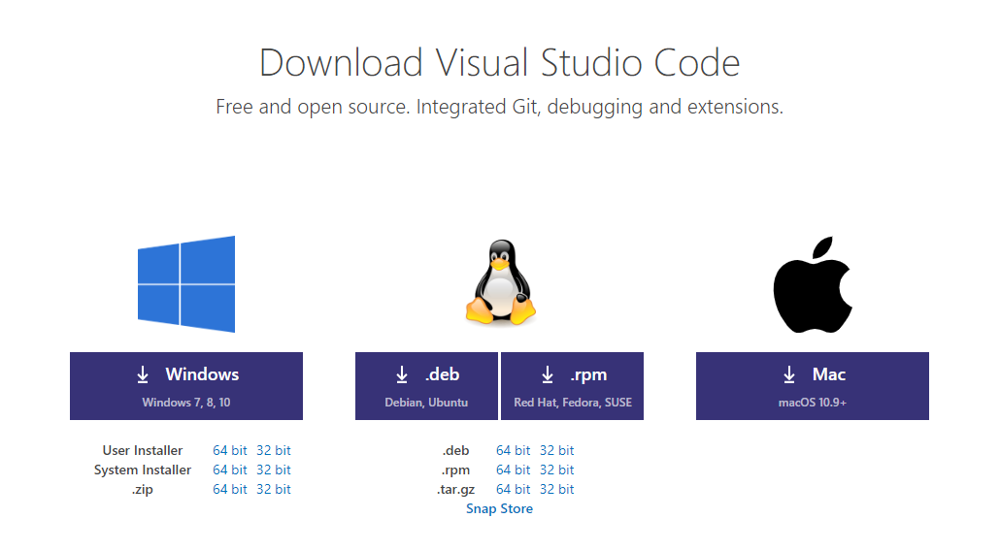 Download Visual Studio Code
Free and open source. Integrated Git, debugging and extensions.
Windows
Windows 7, 8, 10
User Installer 64 bit 32 bit
System Installer 64 bit 32 bit
.zip 64 bit 32 bit
.deb
Debian, Ubuntu
.rpm
Red Hat, Fedora, SUSE
.deb 64 bit 32 bit
.rpm 64 bit 32 bit
.tar.gz 64 bit 32 bit
Snap Store
Mac
macOS 10.9+